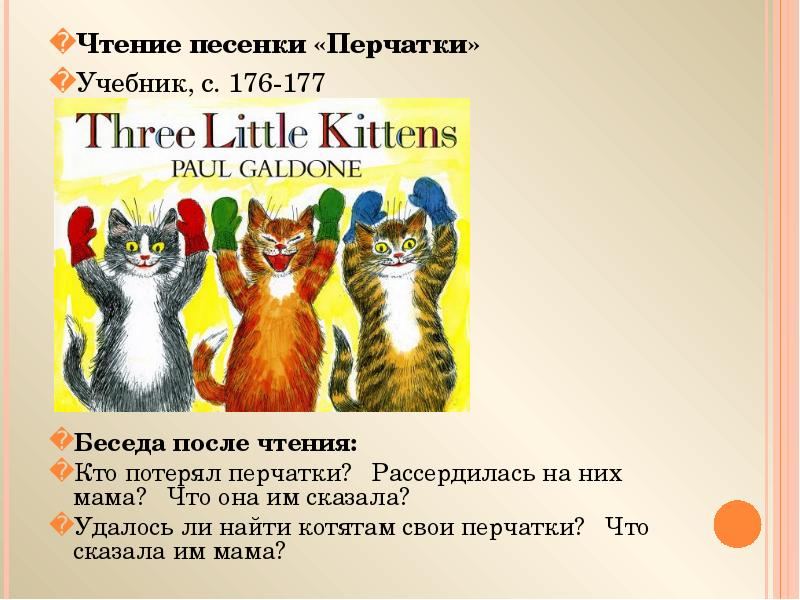 Чтение песенки «Перчатки»
Учебник, с. 176-177
Three Little Kittens
PAUL GALDONE
Беседа после чтения:
Кто потерял перчатки? Рассердилась на них
мама? Что она им сказала?
Удалось ли найти котятам свои перчатки? Что
сказала им мама?